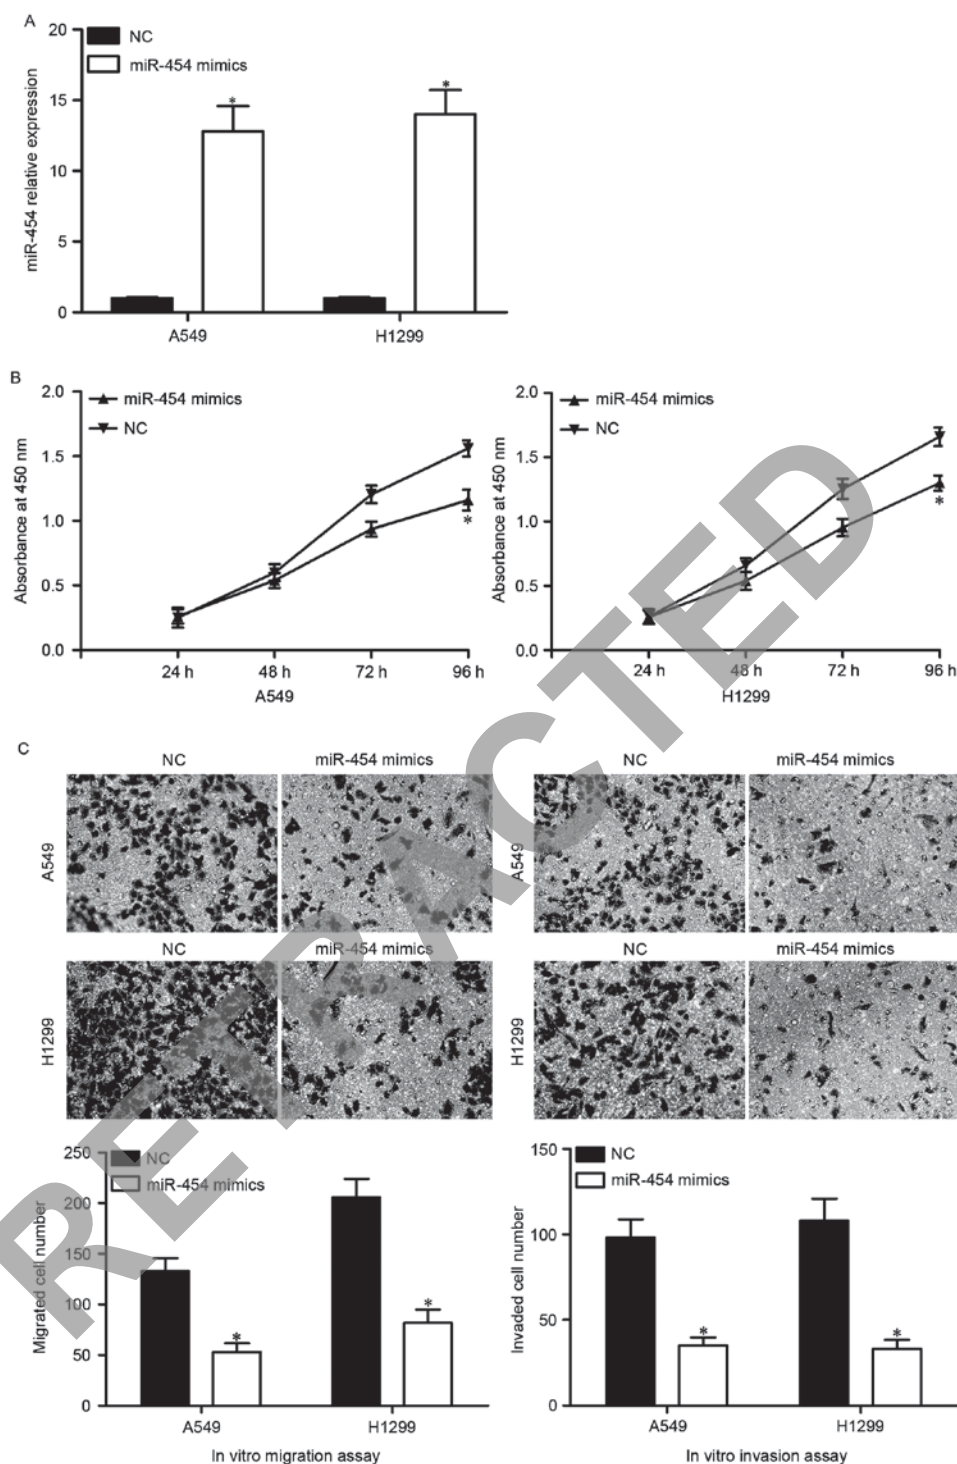 A
20
NC
miR-454 mimics
15
10
5
0
miR-454 relative expression
*
*
A549
H1299
B
2.0
miR-454 mimics
NC
1.5
1.0
0.5
0.0
Absorbance at 450 nm
*
24 h 48 h 72 h 96 h
A549
2.0
miR-454 mimics
NC
1.5
1.0
0.5
0.0
Absorbance at 450 nm
*
24 h 48 h 72 h 96 h
H1299
C
NC miR-454 mimics NC miR-454 mimics
A549
A549
NC miR-454 mimics NC miR-454 mimics
H1299
H1299
250
NC
miR-454 mimics
200
150
100
50
0
Migrated cell number
*
*
A549 H1299
In vitro migration assay
150
NC
miR-454 mimics
100
50
0
Invaded cell number
*
*
A549 H1299
In vitro invasion assay
RETRACTED